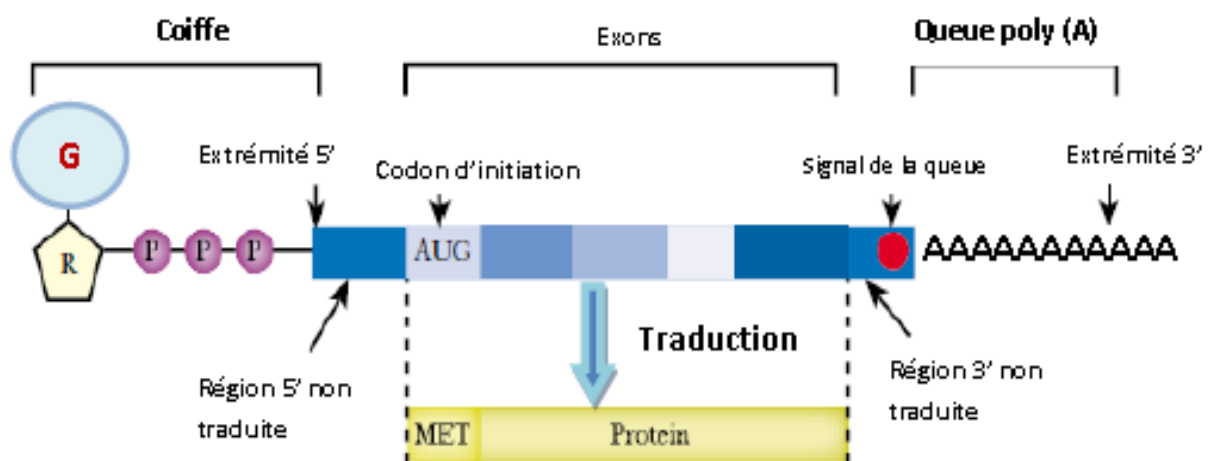 Coiffe
Exons
Queue poly (A)
G
Extrémité 5’
Codon d’initiation
Signal de la queue
Extrémité 3’
R
P P P
AUG
AAAAAAAAAAA
Traduction
Région 5’ non
traduite
Région 3’ non
traduite
MET
Protein